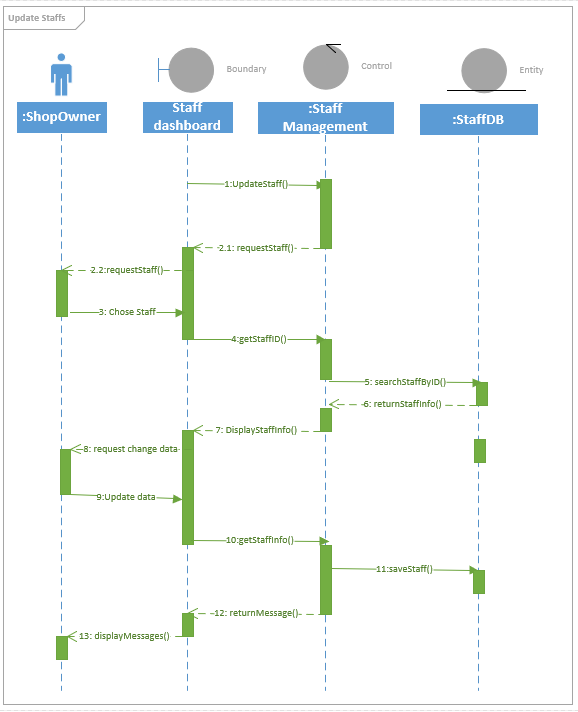 Update Staffs
Boundary
Control
Entity
:ShopOwner
Staff
dashboard
:Staff
Management
:StaffDB
1:UpdateStaff()
2.1: requestStaff()
2.2:requestStaff()
3: Chose Staff
4:getStaffID()
5: searchStaffByID()
6: returnStaffInfo()
7: DisplayStaffInfo()
8: request change data
9:Update data
10:getStaffInfo()
11:saveStaff()
12: returnMessage()
13: displayMessages()